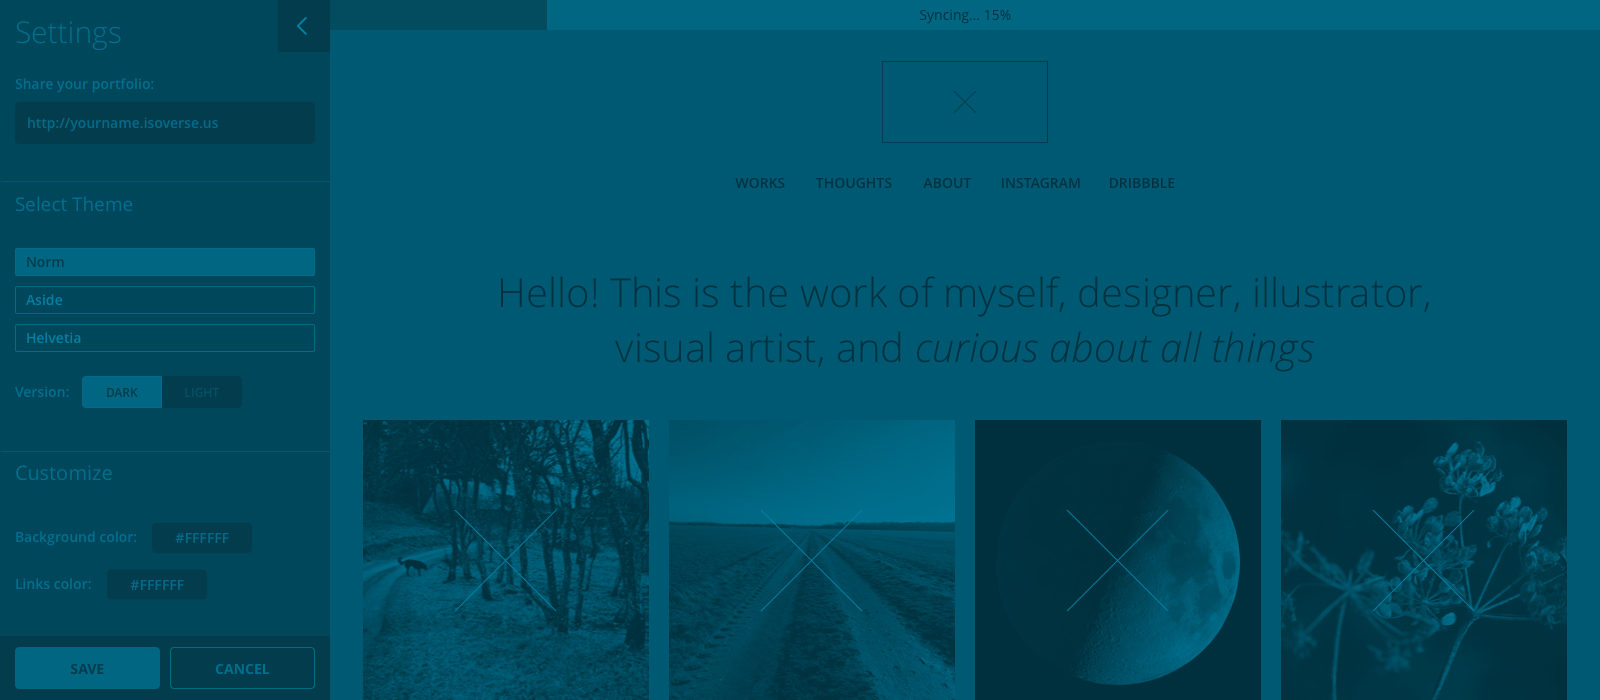 Settings
Share your portfolio:
http://yourname.isoverse.us
Select Theme
Norm
Aside
Helvetia
Version: DARK LIGHT
Customize
Background color: #FFFFFF
Links color: #FFFFFF
SAVE CANCEL
Syncing... 15%
WORKS THOUGHTS ABOUT INSTAGRAM DRIBBBLE
Hello! This is the work of myself, designer, illustrator,
visual artist, and curious about all things